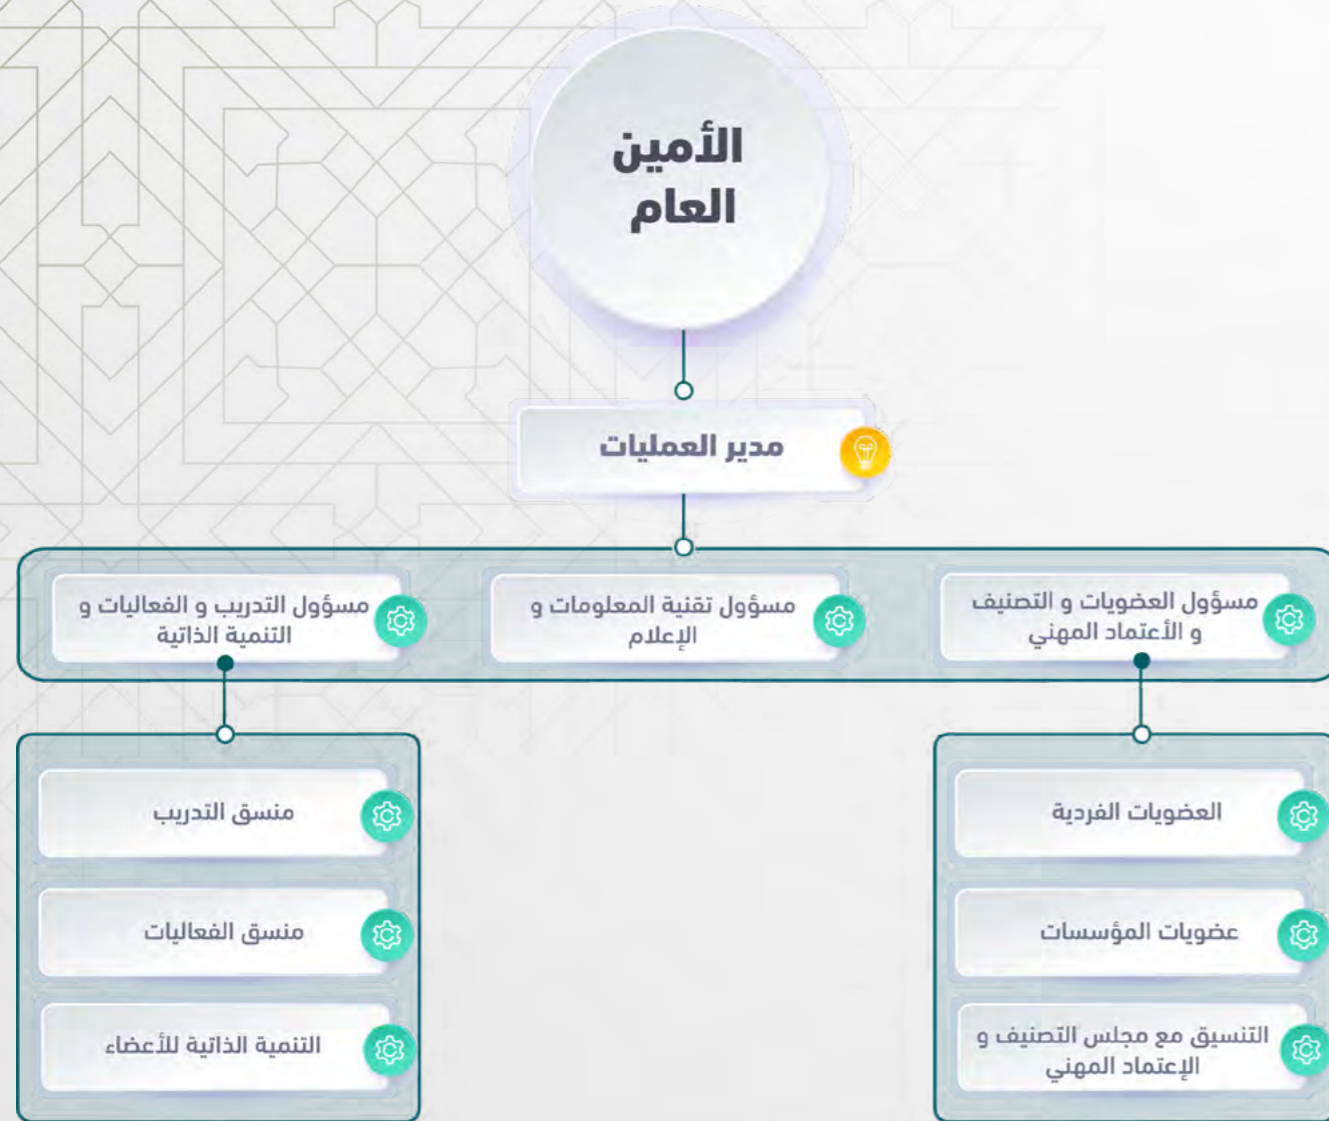 الأمين
العام
مدير العمليات
مسؤول العضويات و التصنيف
و الأعتماد المهني
مسؤول تقنية المعلومات و
الإعلام
مسؤول التدريب و الفعاليات و
التنمية الذاتية
العضويات الفردية
عضويات المؤسسات
التنسيق مع مجلس التصنيف و
الإعتماد المهني
منسق التدريب
منسق الفعاليات
التنمية الذاتية للأعضاء